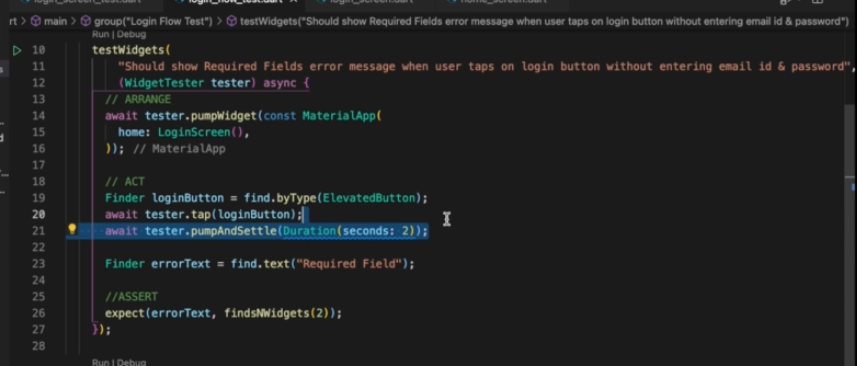 login_screen_test.dart login_flow_test.dart login_screen.dart home_screen.dart
rt > main > group("Login Flow Test") > testWidgets("Should show Required Fields error message when user taps on login button without entering email id & password")
Run | Debug
10 testWidgets(
11 "Should show Required Fields error message when user taps on login button without entering email id & password",
12 (WidgetTester tester) async {
13 // ARRANGE
14 await tester.pumpWidget(const MaterialApp(
15 home: LoginScreen(),
16 )); // MaterialApp
17
18 // ACT
19 Finder loginButton = find.byType(ElevatedButton);
20 await tester.tap(loginButton);
21 await tester.pumpAndSettle(Duration(seconds: 2));
22
23 Finder errorText = find.text("Required Field");
24
25 //ASSERT
26 expect(errorText, findsNWidgets(2));
27 });
28
Run | Debug